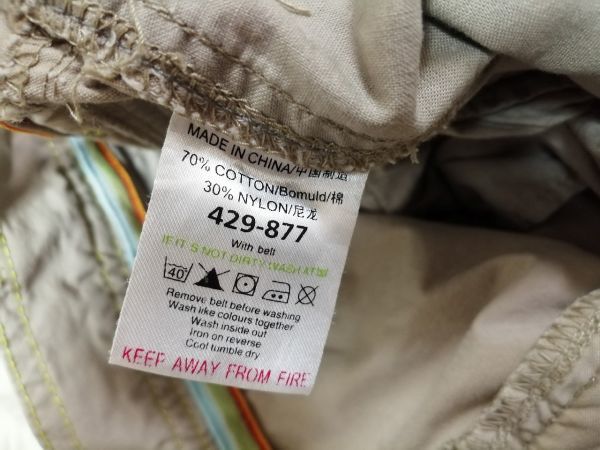 MADE IN CHINA/中国制造
70% COTTON/Bomuld/棉
30% NYLON/尼龙
429-877
With belt
IF IT'S NOT DIRTY WASH AT
40°
Remove belt before washing
Wash like colours together
Wash inside out
Iron on reverse
Cool tumble dry
KEEP AWAY FROM FIRE